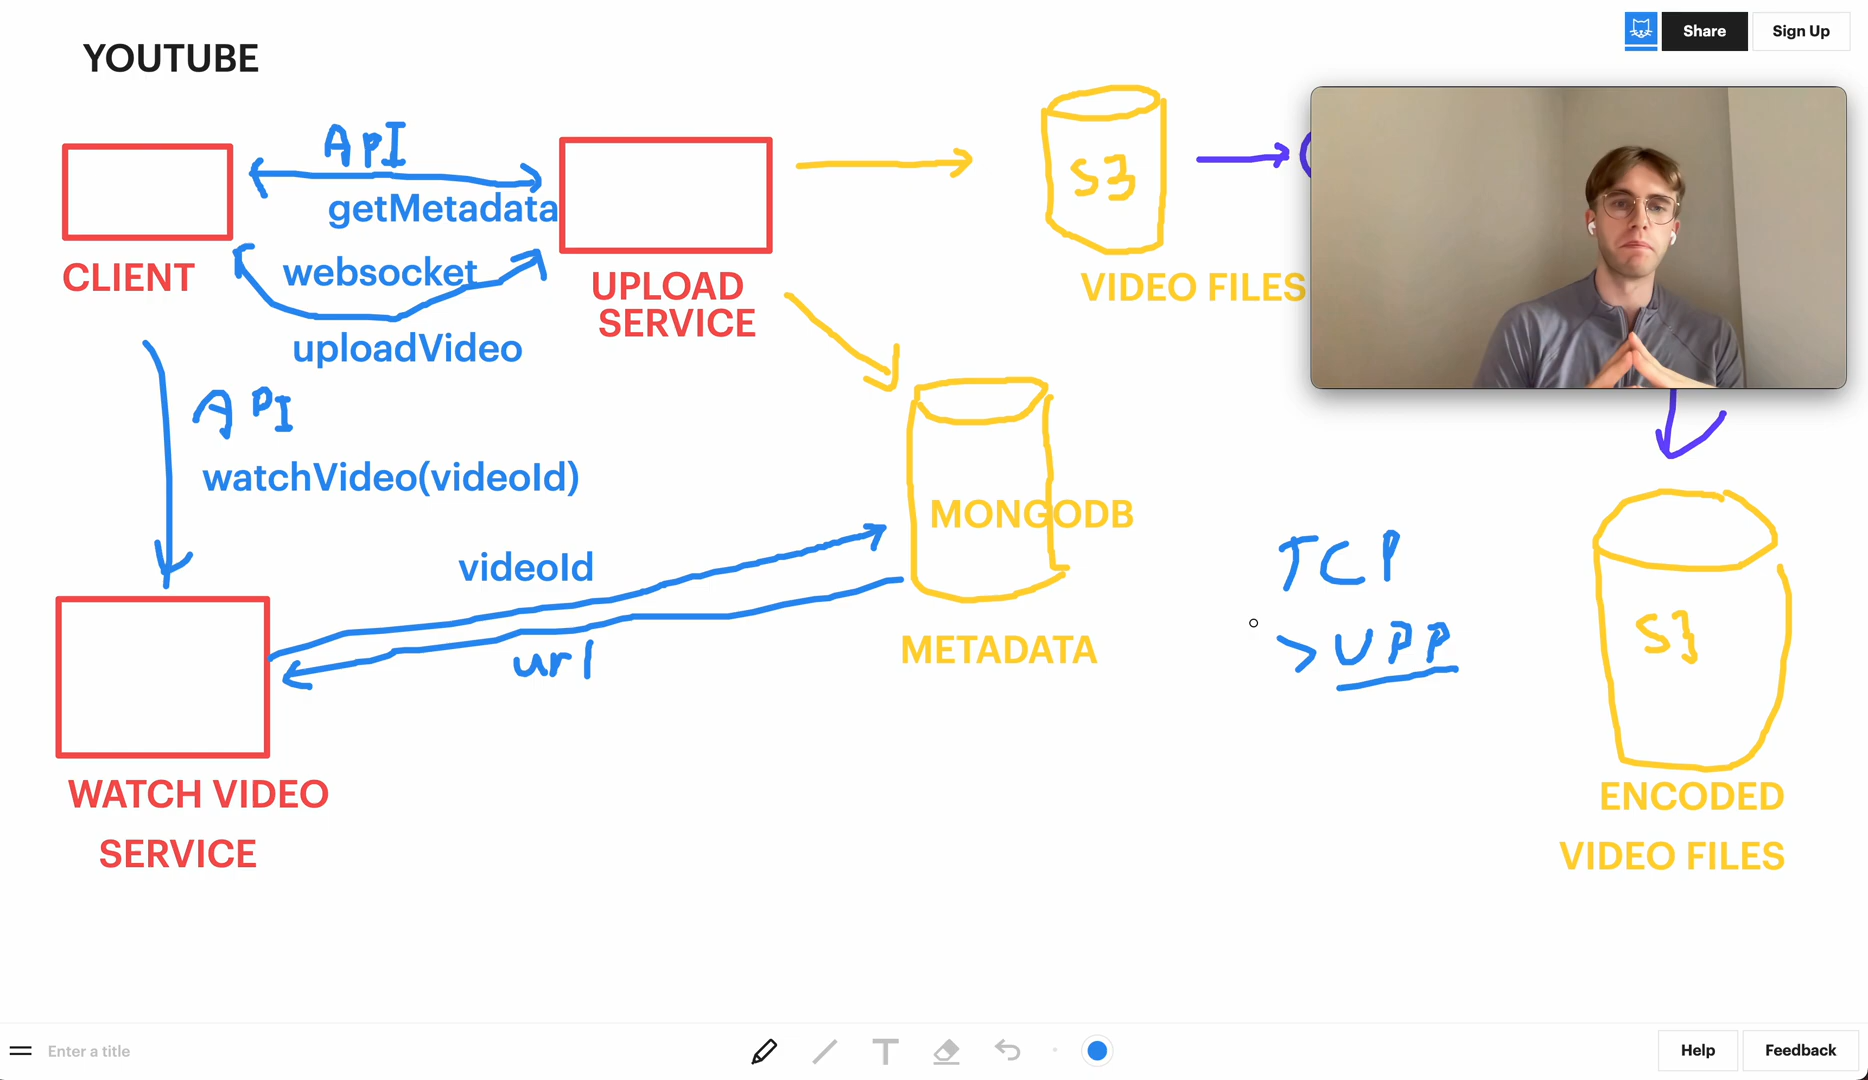 YOUTUBE
Share
Sign Up
API
getMetadata
CLIENT
websocket
uploadVideo
UPLOAD
SERVICE
S3
VIDEO FILES
API
watchVideo(videoId)
videoId
url
MONGODB
METADATA
TCP
>UPP
S3
ENCODED
VIDEO FILES
WATCH VIDEO
SERVICE
Enter a title
T
Help
Feedback